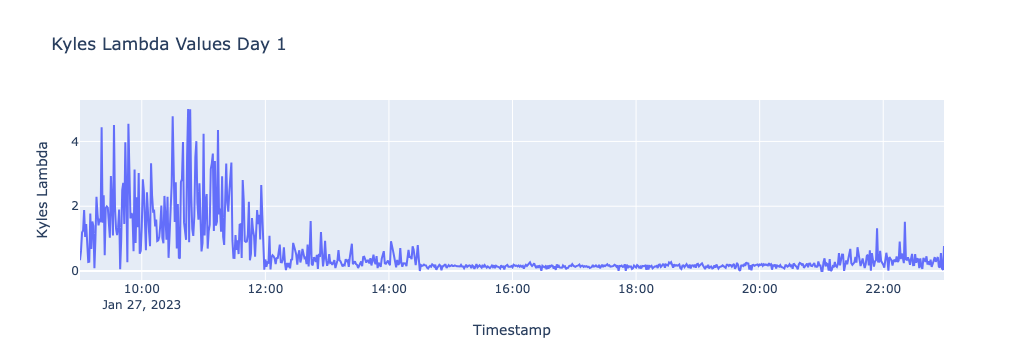 Kyles Lambda Values Day 1
Kyles Lambda
4
2
0
10:00 12:00 14:00 16:00 18:00 20:00 22:00
Jan 27, 2023
Timestamp